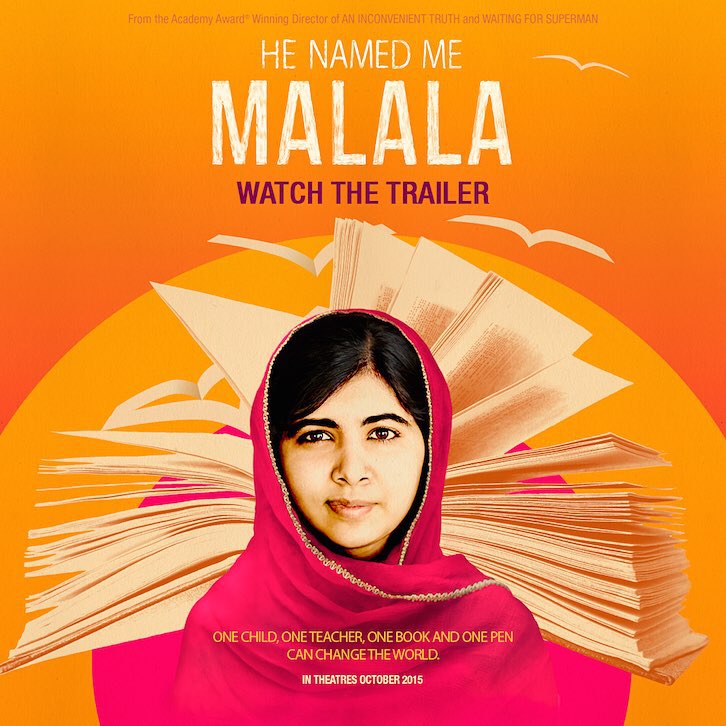 From the Academy Award® Winning Director of AN INCONVENIENT TRUTH and WAITING FOR SUPERMAN
HE NAMED ME
MALALA
WATCH THE TRAILER
ONE CHILD, ONE TEACHER, ONE BOOK AND ONE PEN
CAN CHANGE THE WORLD.
IN THEATRES OCTOBER 2015